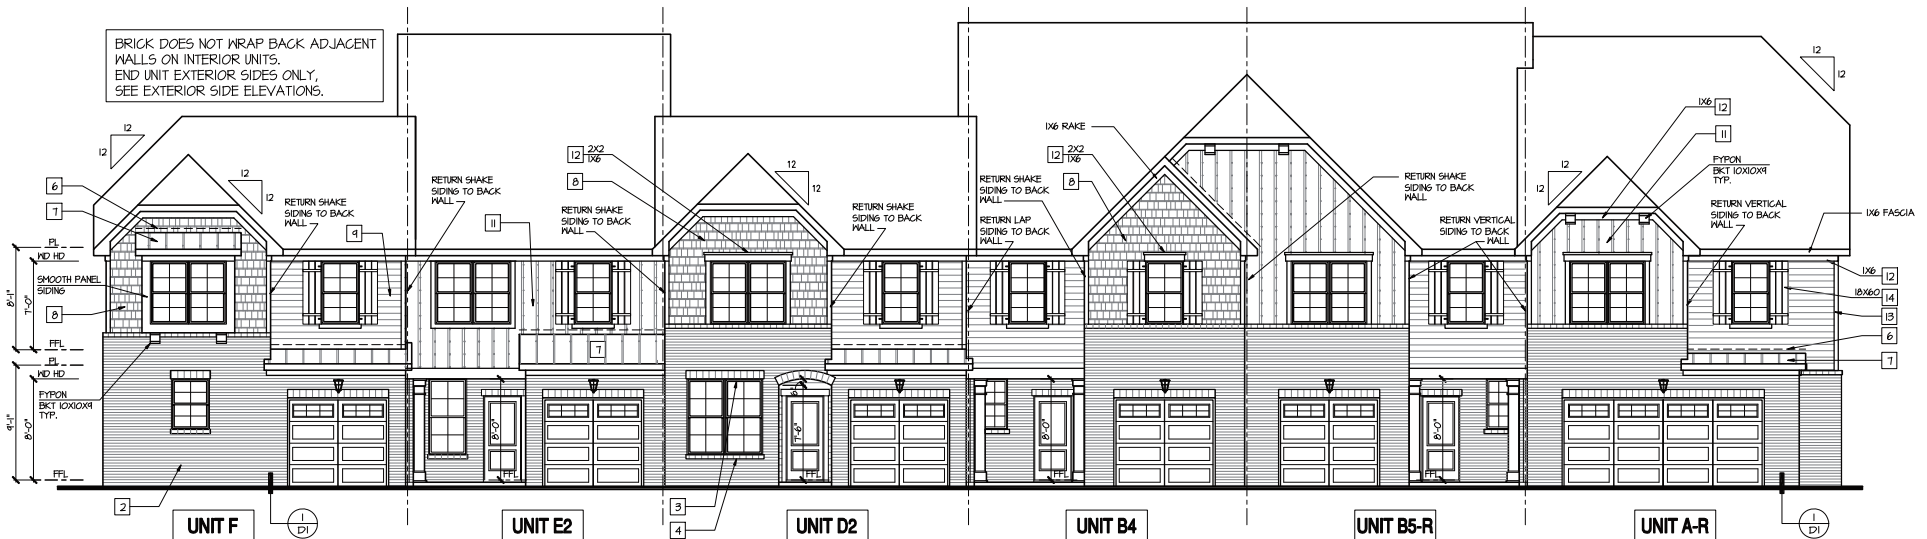 BRICK DOES NOT WRAP BACK ADJACENT
WALLS ON INTERIOR UNITS.
END UNIT EXTERIOR SIDES ONLY,
SEE EXTERIOR SIDE ELEVATIONS.
12
12
12
12
6
7
RETURN SHAKE
SIDING TO BACK
WALL
9
PL
WD HD
SMOOTH PANEL
SIDING
8
8'-1"
7'-0"
FFL
PL
WD HD
FYPON
BKT 10X10X9
TYP.
9'-1"
8'-0"
FFL
2
1
D1
UNIT F
RETURN SHAKE
SIDING TO BACK
WALL
11
7
8'-0"
FFL
UNIT E2
12
2X2
1X6
8
RETURN SHAKE
SIDING TO BACK
WALL
12
12
RETURN SHAKE
SIDING TO BACK
WALL
7'-6"
FFL
3
4
UNIT D2
1X6 RAKE
12
2X2
1X6
8
RETURN SHAKE
SIDING TO BACK
WALL
RETURN LAP
SIDING TO BACK
WALL
8'-0"
FFL
UNIT B4
RETURN SHAKE
SIDING TO BACK
WALL
RETURN VERTICAL
SIDING TO BACK
WALL
8'-0"
FFL
UNIT B5-R
12
12
1X6
12
11
FYPON
BKT 10X10X9
TYP.
12
12
RETURN VERTICAL
SIDING TO BACK
WALL
1X6 FASCIA
1X6
12
18X60
14
13
6
7
1
D1
UNIT A-R